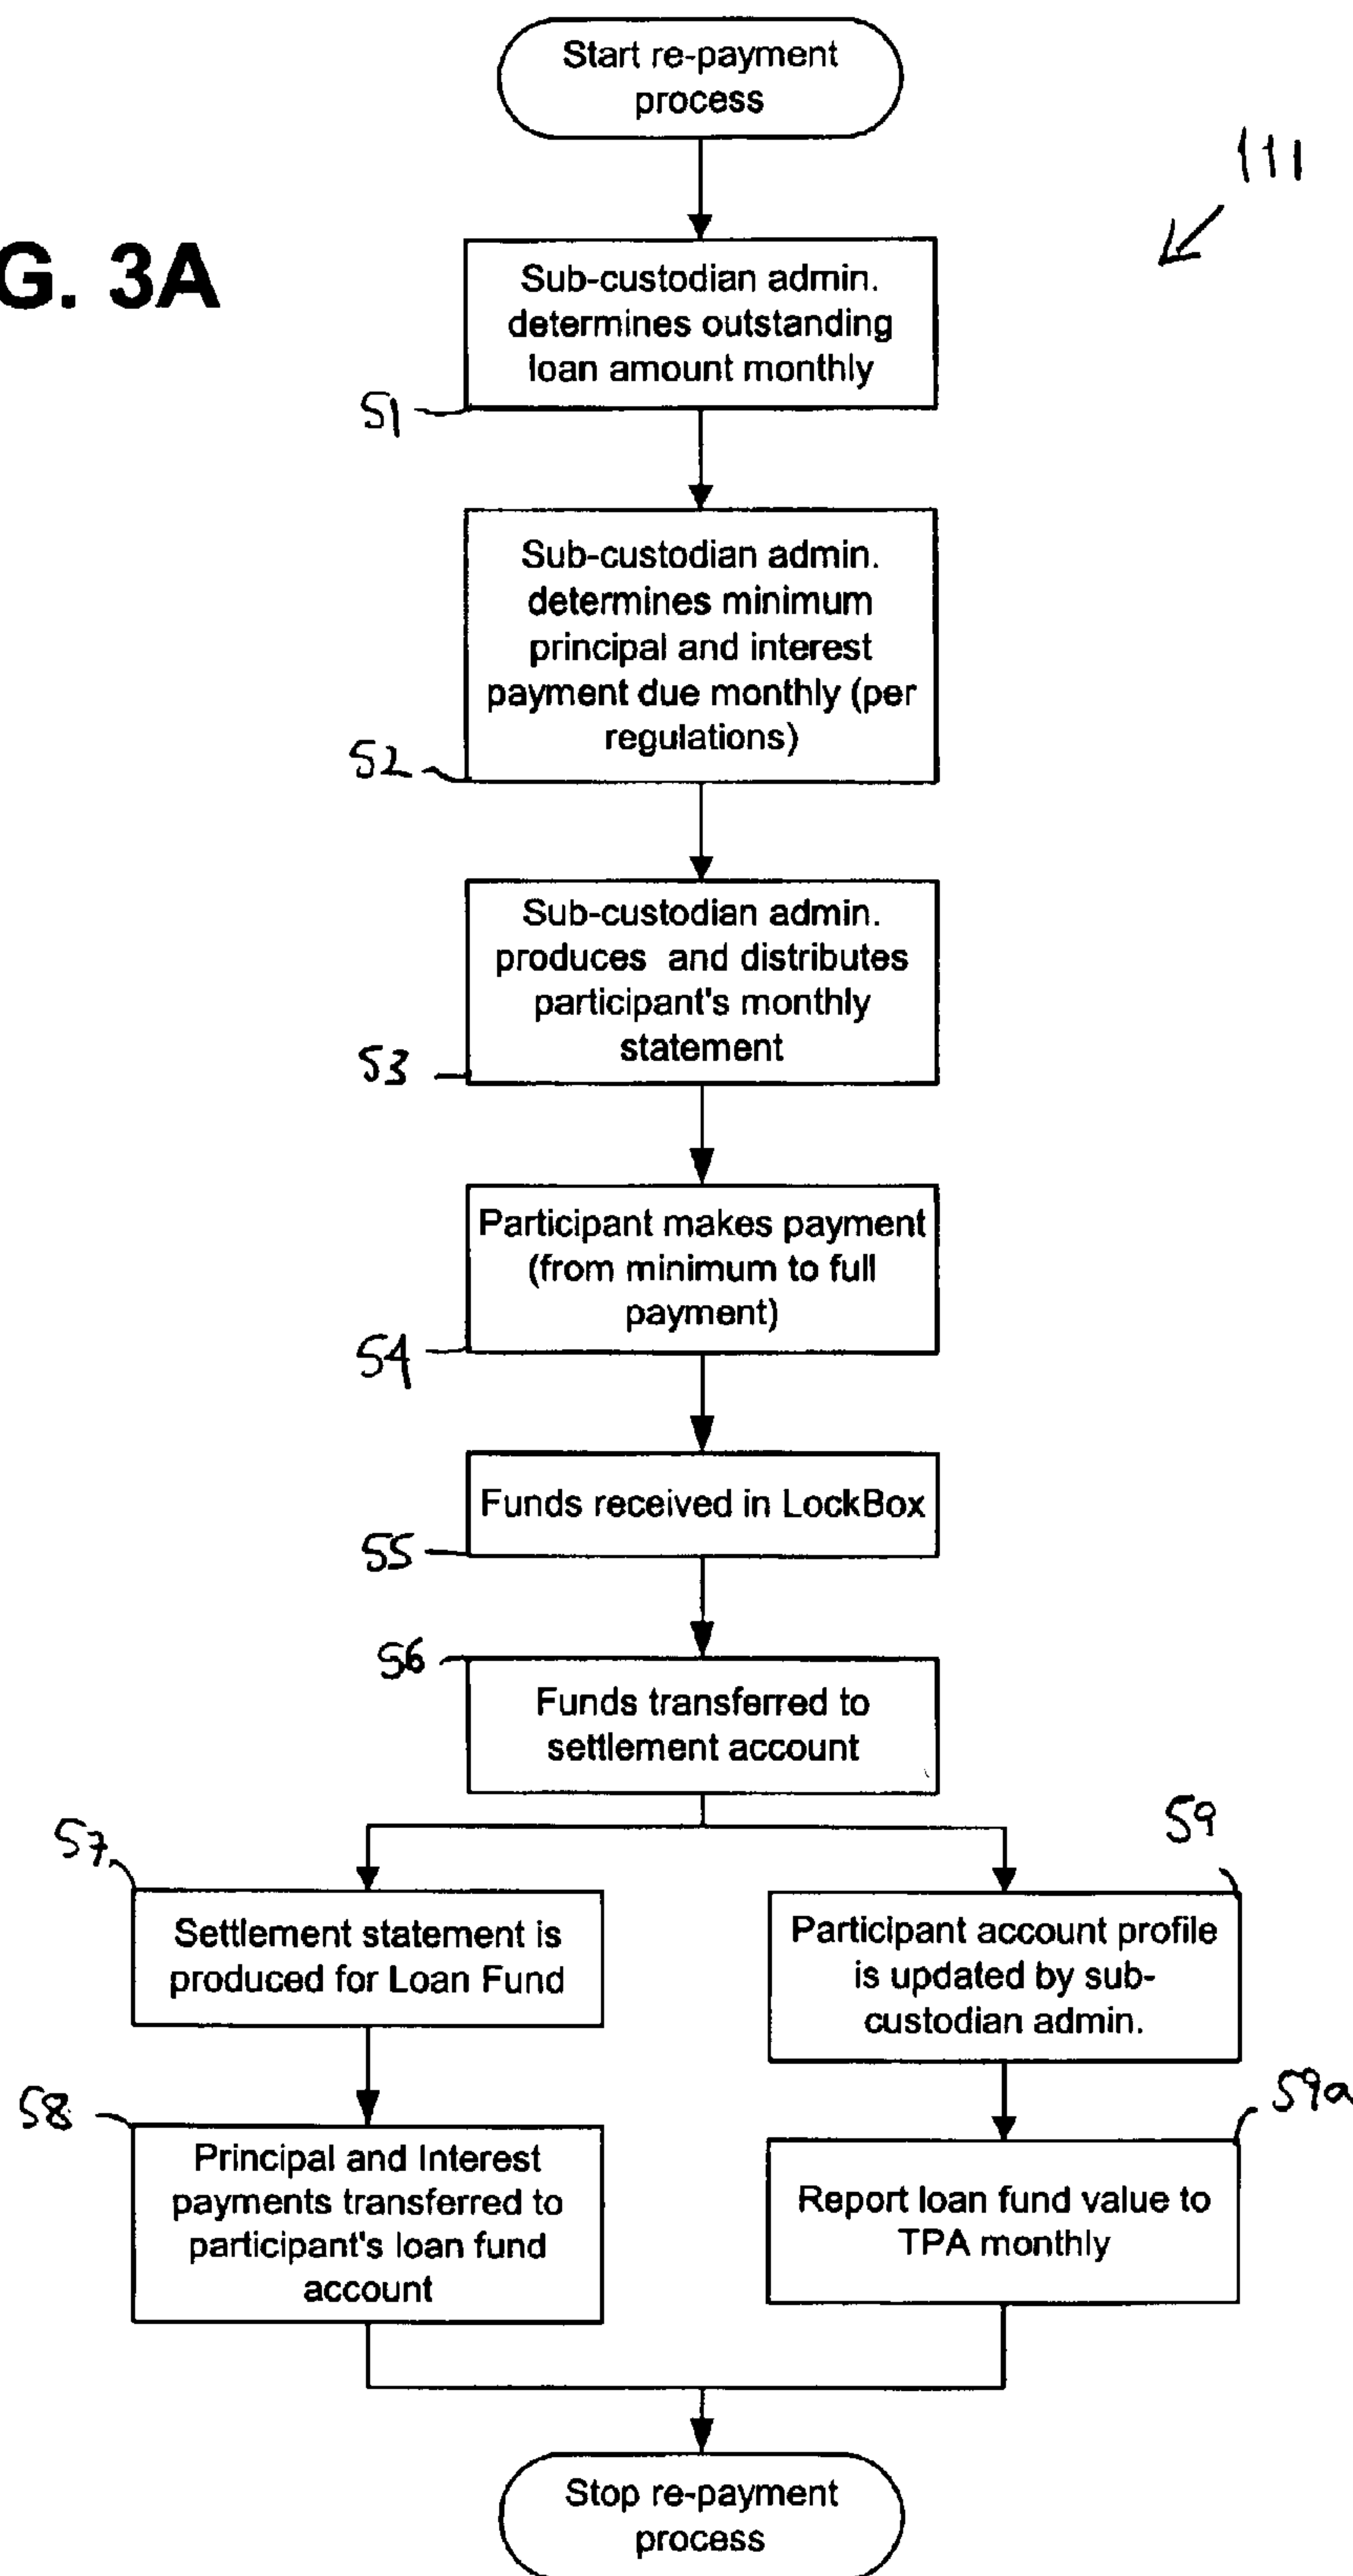 Start re-payment
process
111
G. 3A
Sub-custodian admin.
determines outstanding
loan amount monthly
51
Sub-custodian admin.
determines minimum
principal and interest
payment due monthly (per
regulations)
52
Sub-custodian admin.
produces and distributes
participant's monthly
statement
53
Participant makes payment
(from minimum to full
payment)
54
Funds received in LockBox
55
56
Funds transferred to
settlement account
57
59
Settlement statement is
produced for Loan Fund
Participant account profile
is updated by sub-
custodian admin.
58
59a
Principal and Interest
payments transferred to
participant's loan fund
account
Report loan fund value to
TPA monthly
Stop re-payment
process